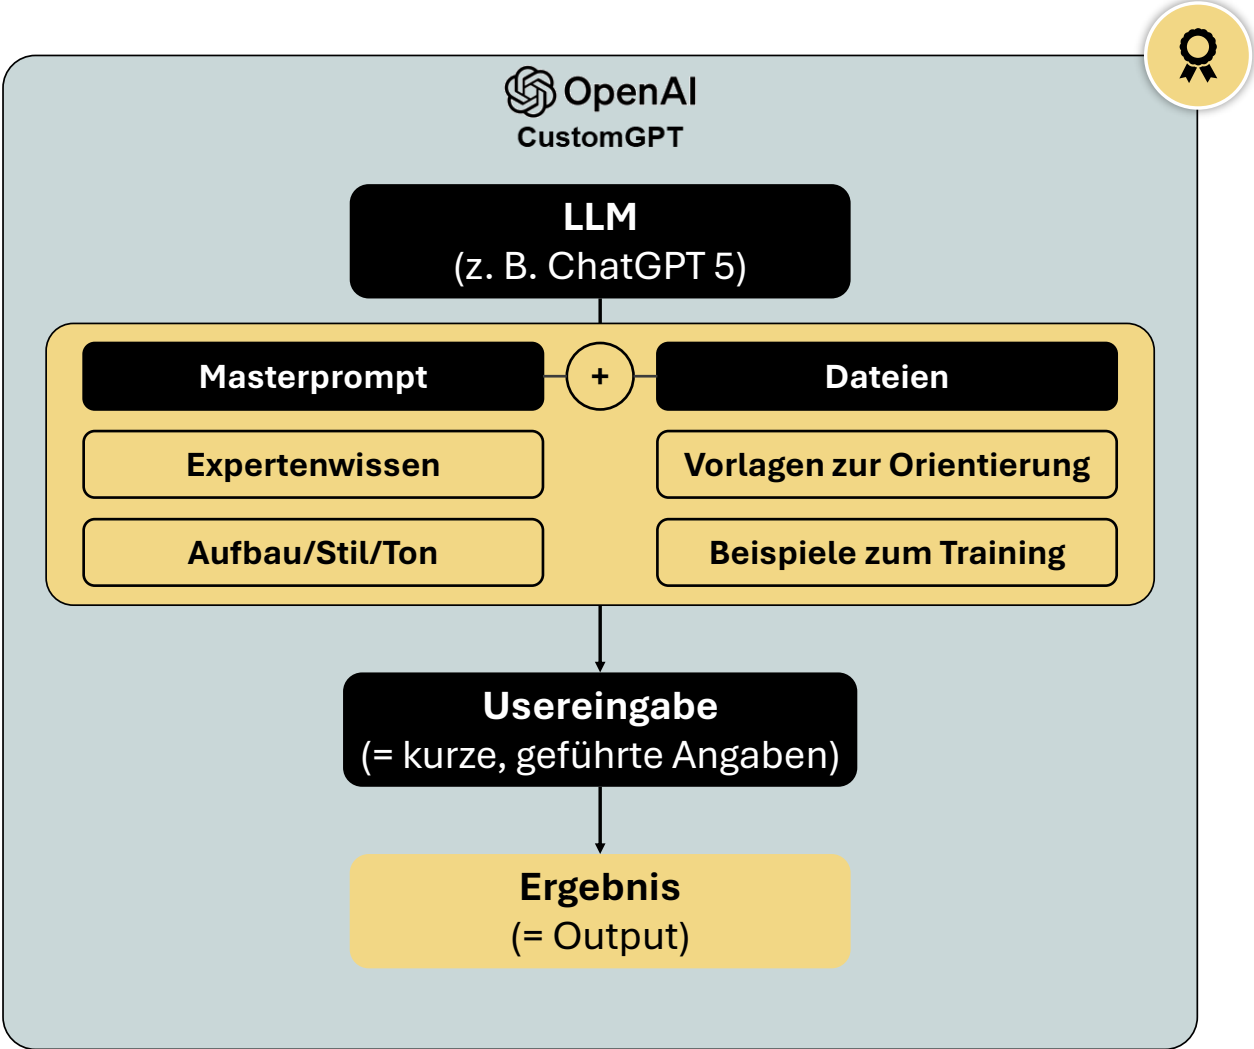 OpenAI
CustomGPT
LLM
(z. B. ChatGPT 5)
Masterprompt
+
Dateien
Expertenwissen
Vorlagen zur Orientierung
Aufbau/Stil/Ton
Beispiele zum Training
Usereingabe
(= kurze, geführte Angaben)
Ergebnis
(= Output)